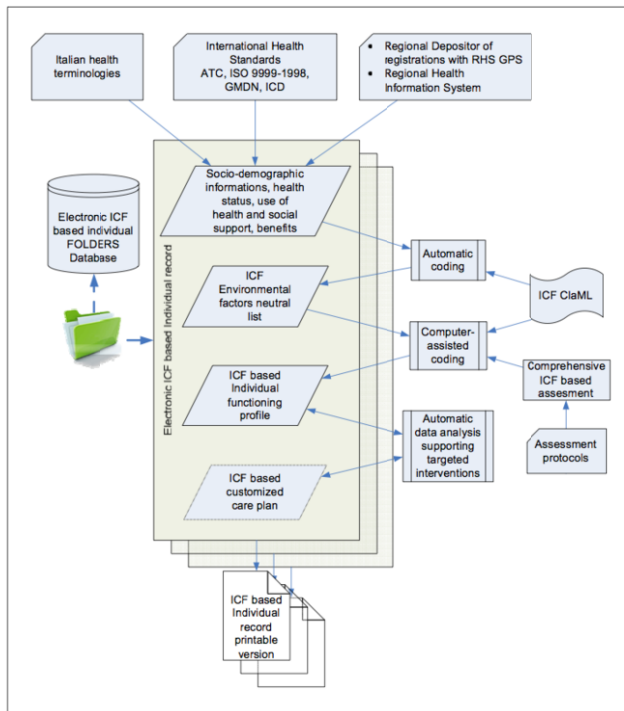 Italian health
terminologies
International Health
Standards
ATC, ISO 9999-1998,
GMDN, ICD
• Regional Depositor of
registrations with RHS GPS
• Regional Health
Information System
Socio-demographic
informations, health
status, use of
health and social
support, benefits
Electronic ICF
based individual
FOLDERS
Database
Electronic ICF based Individual record
Automatic
coding
ICF
Environmental
factors neutral
list
ICF ClaML
Computer-
assisted
coding
Comprehensive
ICF based
assesment
ICF based
Individual
functioning
profile
Automatic
data analysis
supporting
targeted
interventions
Assessment
protocols
ICF based
customized
care plan
ICF based
Individual
record
printable
version